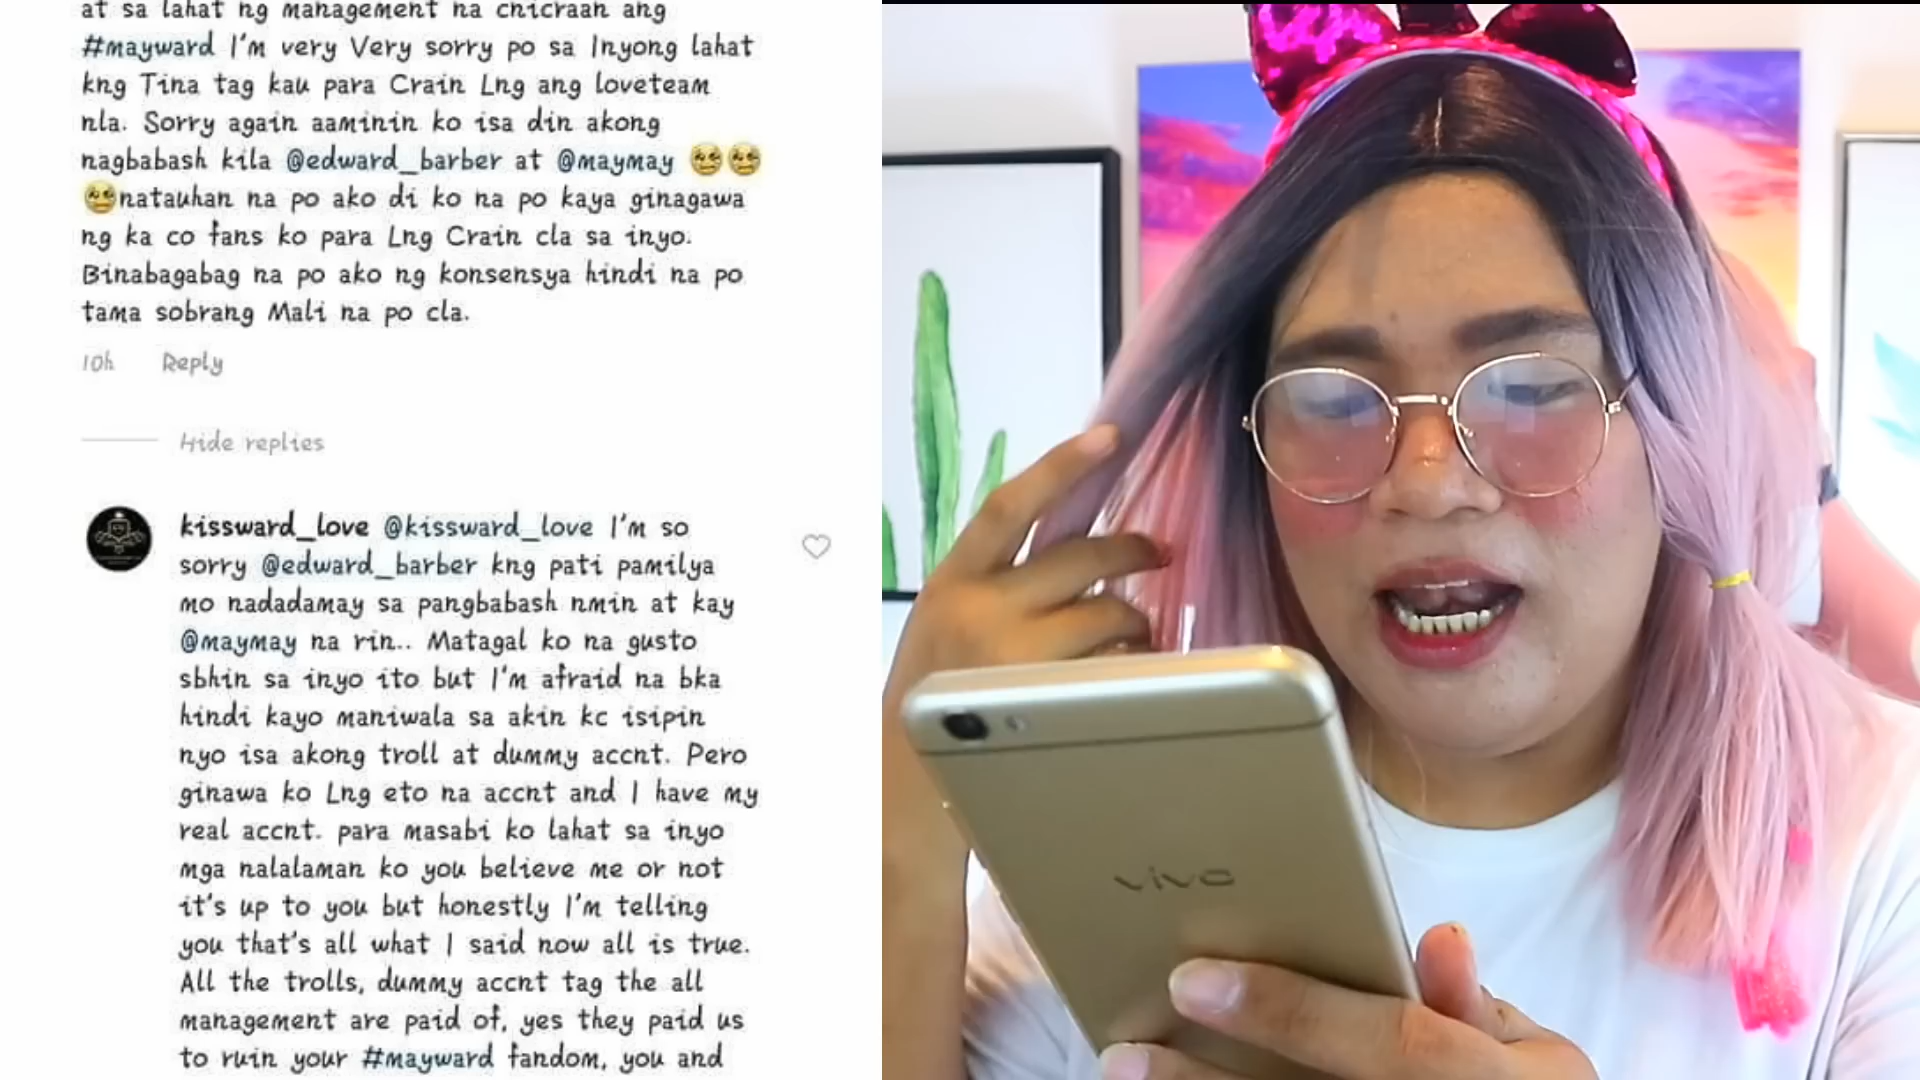 at sa lahat ng management na chicraan ang
#mayward I'm very Very sorry po sa Inyong lahat
kng Tina tag kau para Crain Lng ang loveteam
nla. Sorry again aaminin ko isa din akong
nagbabash kila @edward_barber at @maymay
natauhan na po ako di ko na po kaya ginagawa
ng ka co fans ko para Lng Crain cla sa inyo.
Binabagabag na po ako ng konsensya hindi na po
tama sobrang Mali na po cla.
10h Reply
Hide replies
kissward_love @kissward_love I'm so
sorry @edward_barber kng pati pamilya
mo nadadamay sa pangbabash nmin at kay
@maymay na rin.. Matagal ko na gusto
sbhin sa inyo ito but I'm afraid na bka
hindi kayo maniwala sa akin kc isipin
nyo isa akong troll at dummy accnt. Pero
ginawa ko Lng eto na accnt and I have my
real accnt. para masabi ko lahat sa inyo
mga nalalaman ko you believe me or not
it's up to you but honestly I'm telling
you that's all what I said now all is true.
All the trolls, dummy accnt tag the all
management are paid of, yes they paid us
to ruin your #mayward fandom, you and
vivo